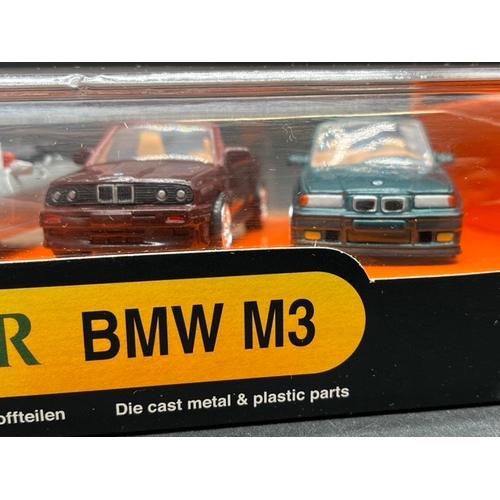 R BMW M3
offteilen Die cast metal & plastic parts